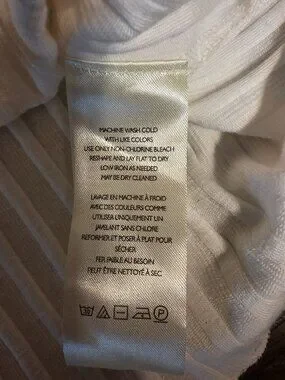 MACHINE WASH COLD
WITH LIKE COLORS
USE ONLY NON-CHLORINE BLEACH
RESHAPE AND LAY FLAT TO DRY
LOW IRON AS NEEDED
MAY BE DRY CLEANED
LAVAGE EN MACHINE À FROID
AVEC DES COULEURS COMME
UTILISER UNIQUEMENT UN
JAVELANT SANS CHLORE
REFORMER ET POSER À PLAT POUR
SÉCHER
FER FAIBLE AU BESOIN
PEUT ÊTRE NETTOYÉ À SEC
P